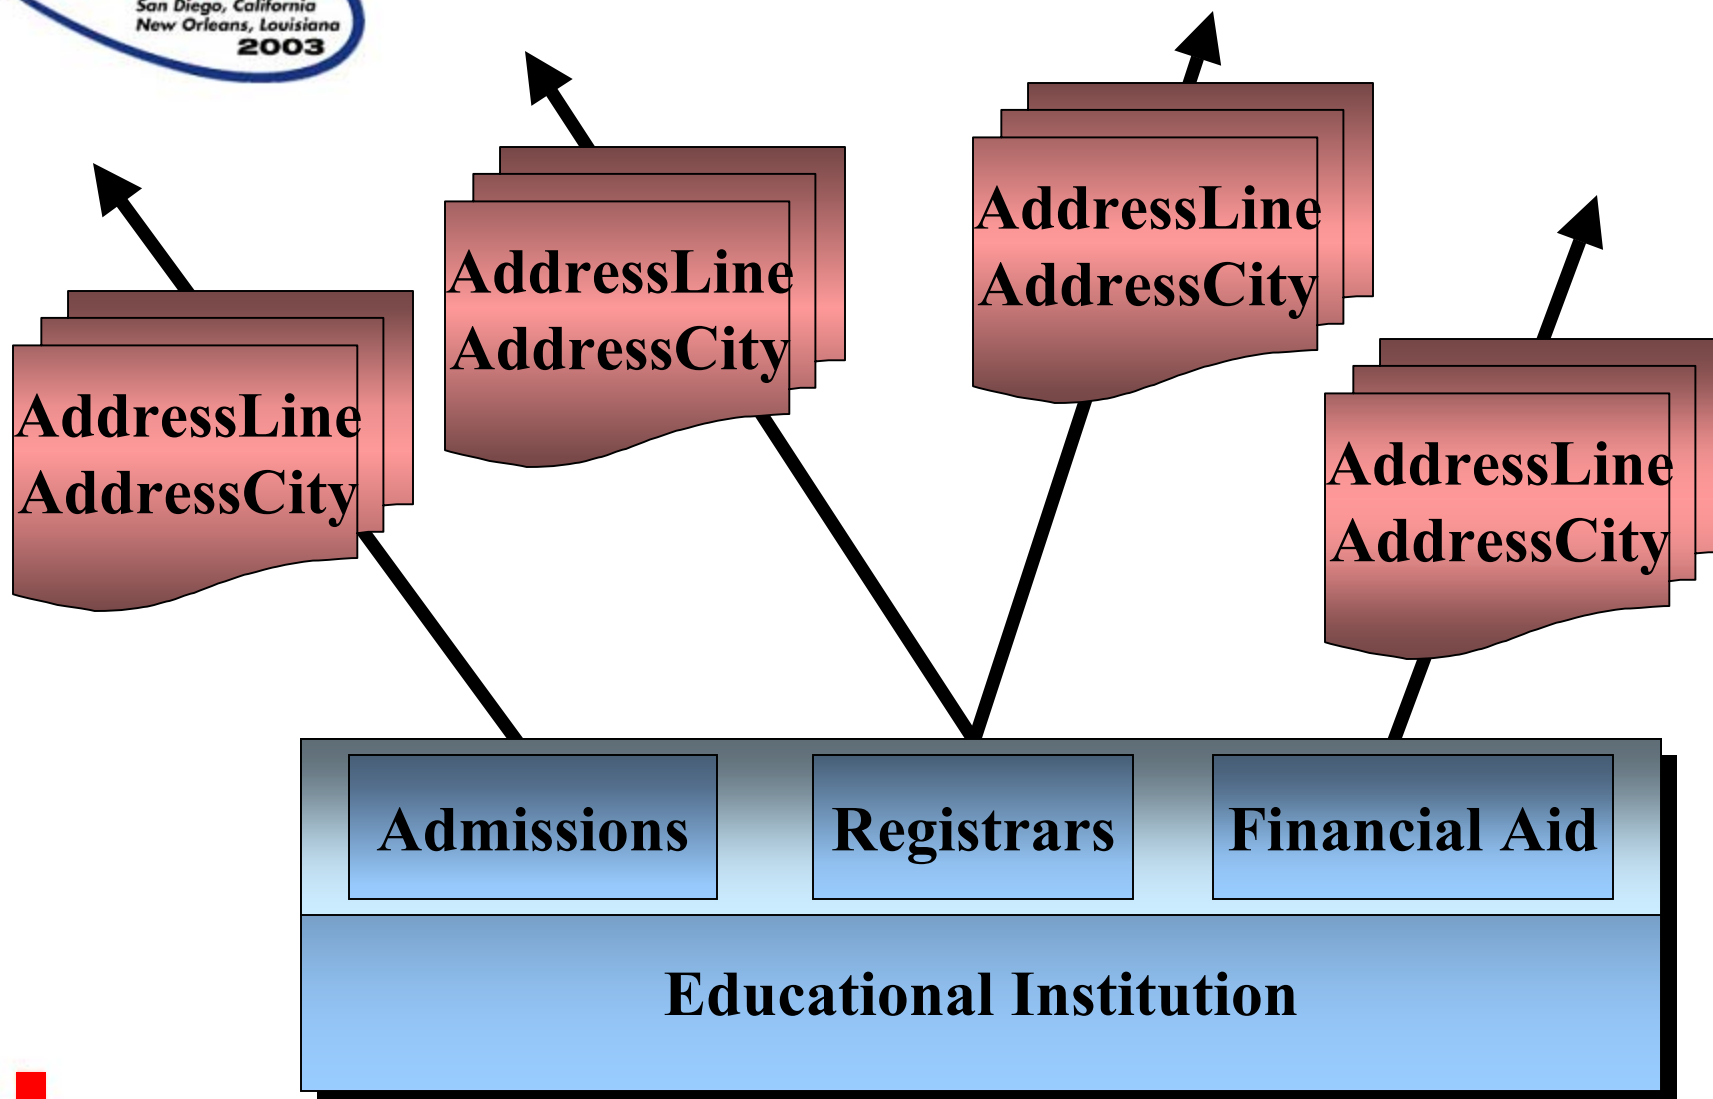 San Diego, California
New Orleans, Louisiana
2003
AddressLine
AddressCity
AddressLine
AddressCity
AddressLine
AddressCity
AddressLine
AddressCity
Admissions
Registrars
Financial Aid
Educational Institution